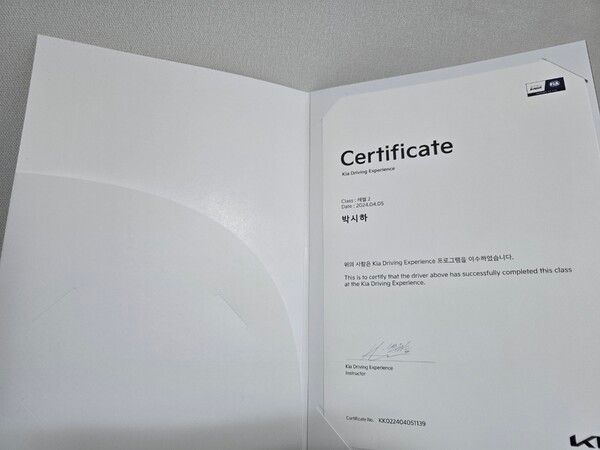 FIA
Certificate
Kia Driving Experience
Class : 레벨 2
Date : 2024.04.05
박시하
위의 사람은 Kia Driving Experience 프로그램을 이수하였습니다.
This is to certify that the driver above has successfully completed this class
at the Kia Driving Experience.
Kia Driving Experience
Instructor
Certificate No. KK022404051139